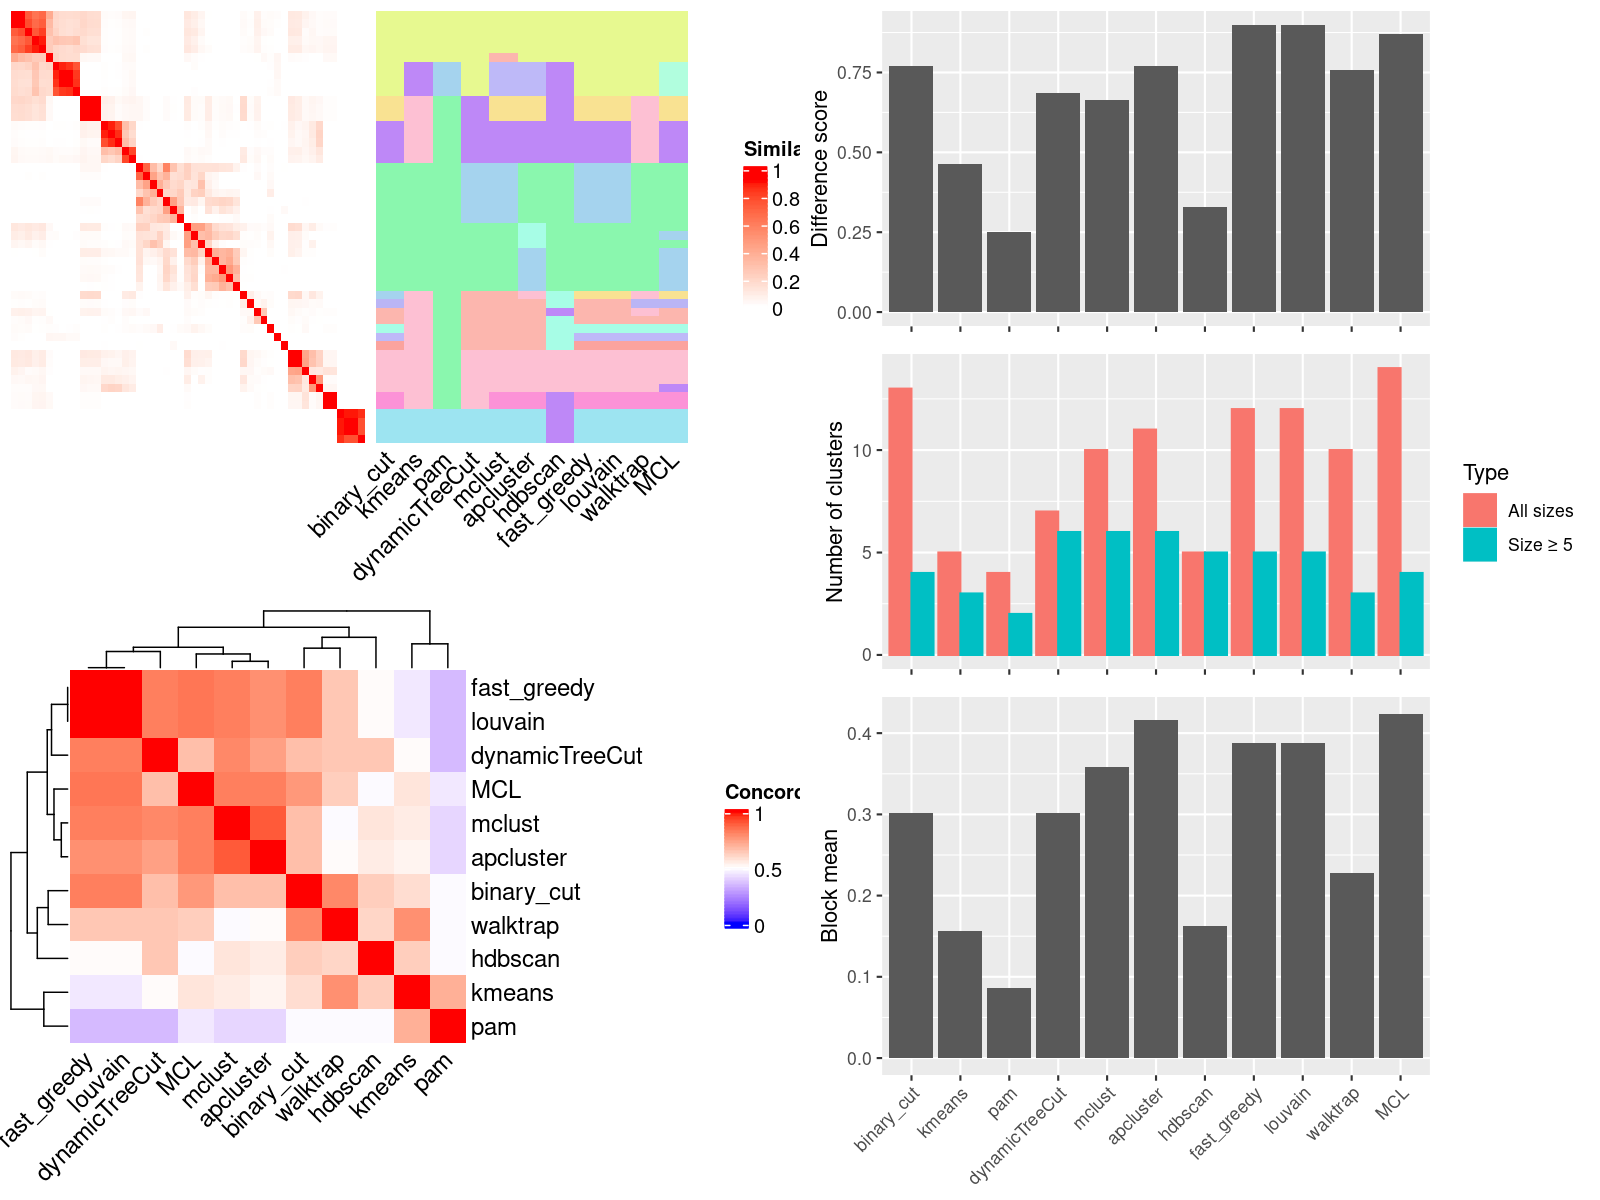 Simila
1
0.8
0.6
0.4
0.2
0
binary_cut
kmeans
pam
dynamicTreeCut
mclust
apcluster
hdbscan
fast_greedy
louvain
walktrap
MCL
Difference score
0.75
0.50
0.25
0.00
Number of clusters
10
5
0
Type
All sizes
Size ≥ 5
fast_greedy
louvain
dynamicTreeCut
MCL
mclust
apcluster
binary_cut
walktrap
hdbscan
kmeans
pam
fast_greedy
louvain
dynamicTreeCut
MCL
mclust
apcluster
binary_cut
walktrap
hdbscan
kmeans
pam
Concord
1
0.5
0
Block mean
0.4
0.3
0.2
0.1
0.0
binary_cut
kmeans
pam
dynamicTreeCut
mclust
apcluster
hdbscan
fast_greedy
louvain
walktrap
MCL